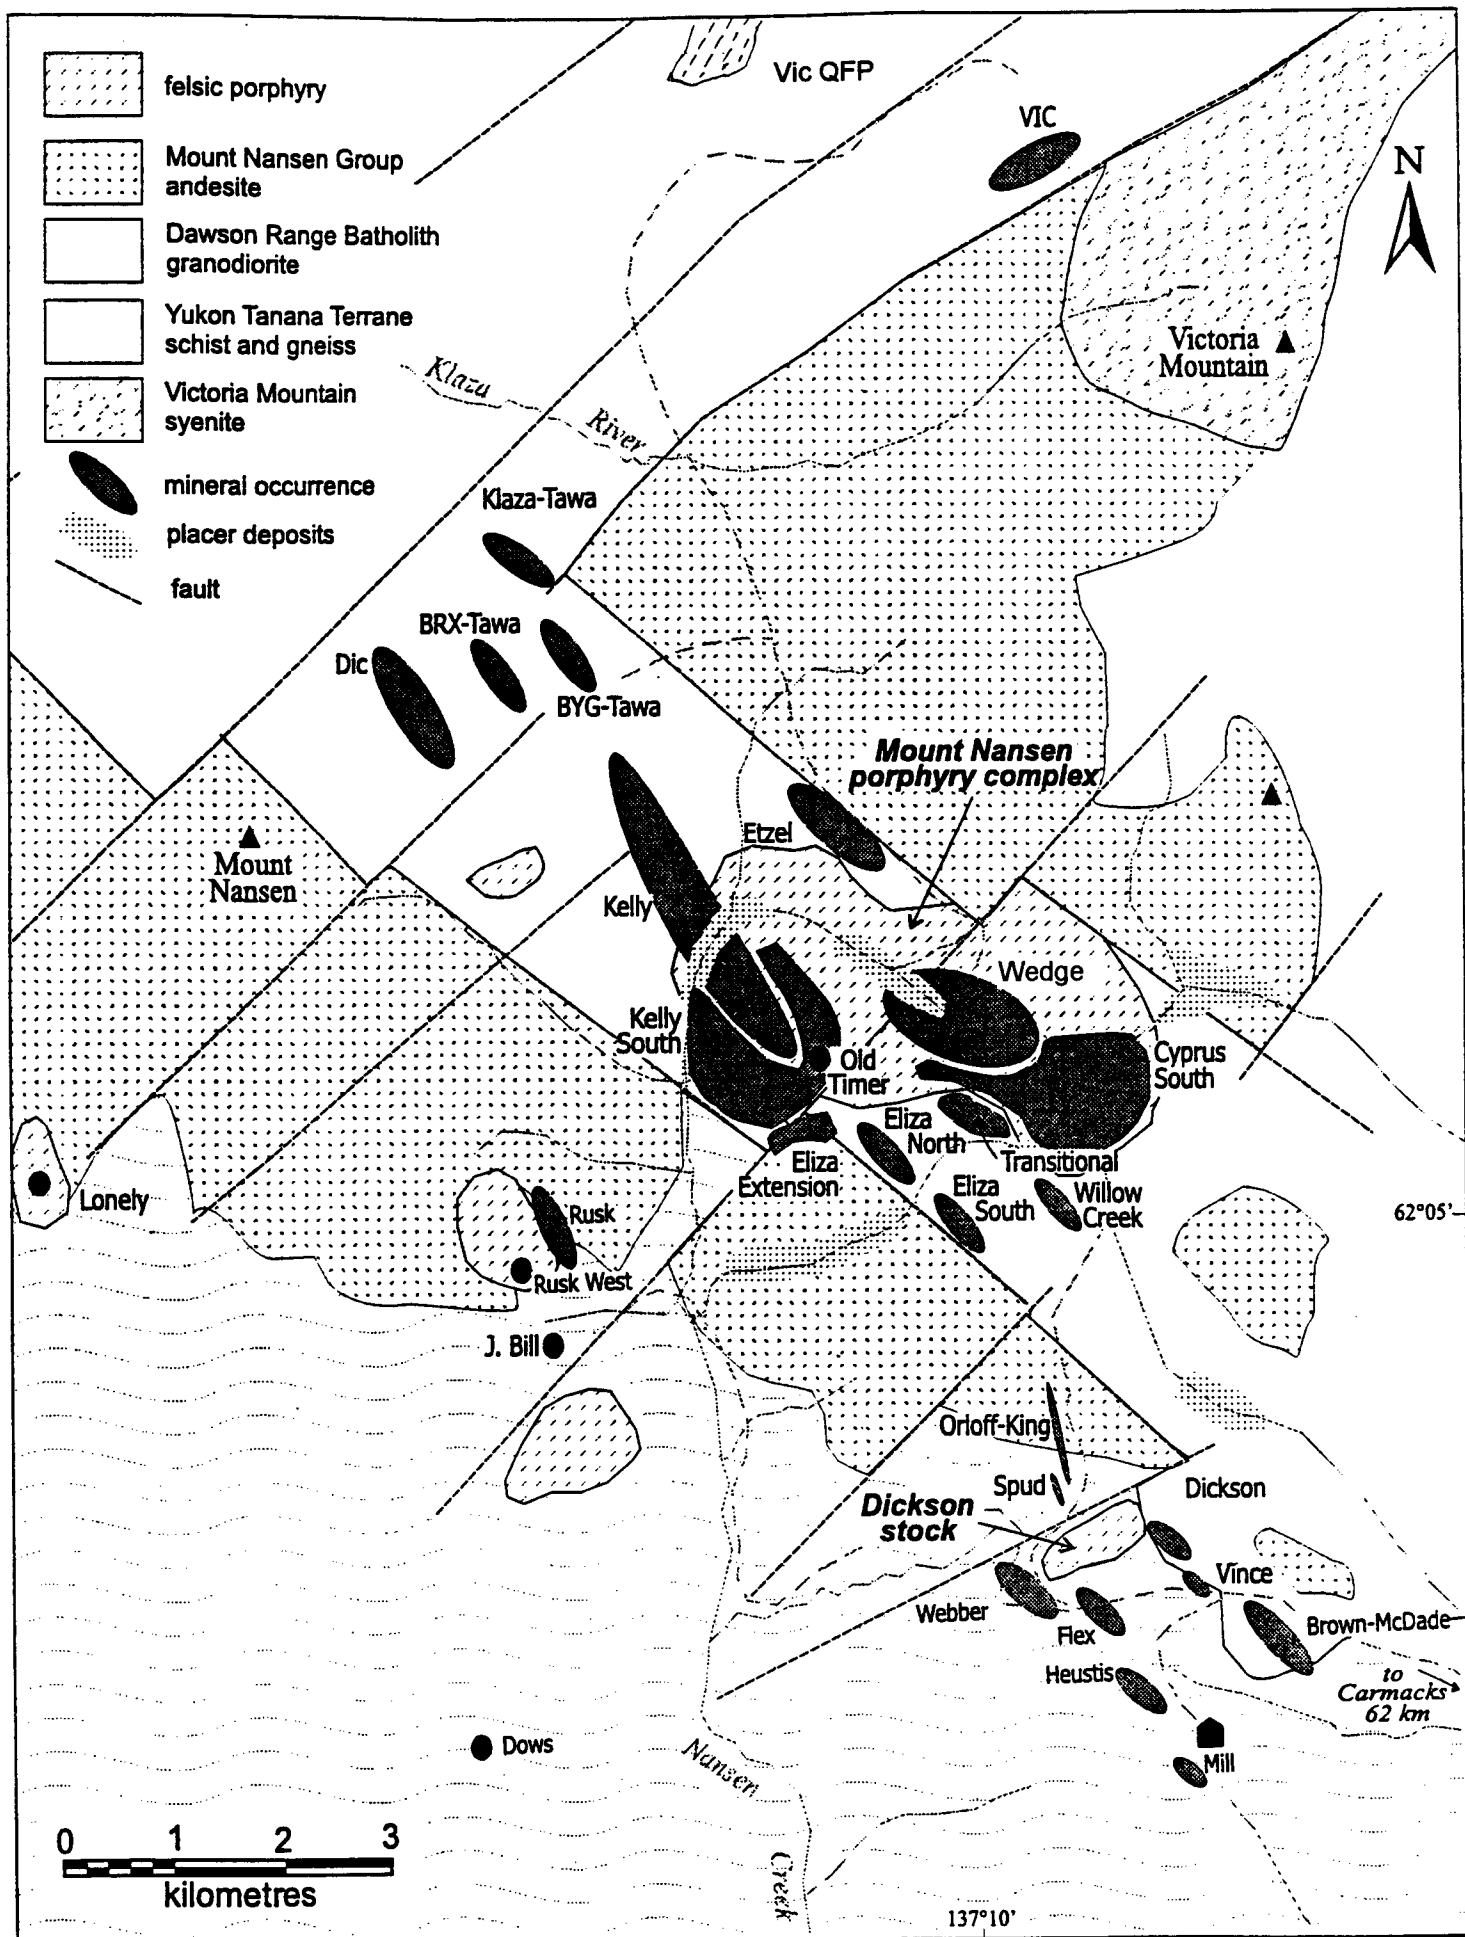 felsic porphyry
Mount Nansen Group
andesite
Dawson Range Batholith
granodiorite
Yukon Tanana Terrane
schist and gneiss
Victoria Mountain
syenite
mineral occurrence
placer deposits
fault
Vic QFP
VIC
N
Victoria
Mountain
Klaza
River
Klaza-Tawa
BRX-Tawa
Dic
BYG-Tawa
Mount Nansen
porphyry complex
Mount
Nansen
Etzel
Kelly
Wedge
Kelly
South
Old
Timer
Cyprus
South
Eliza
North
Transitional
Eliza
Extension
Eliza
South
Willow
Creek
Lonely
Rusk
Rusk West
62°05'
J. Bill
Orloff-King
Spud
Dickson
Dickson
stock
Vince
Webber
Flex
Brown-McDade
Heustis
to
Carmacks
62 km
Dows
Mill
Nansen
Creek
0 1 2 3
kilometres
137°10'